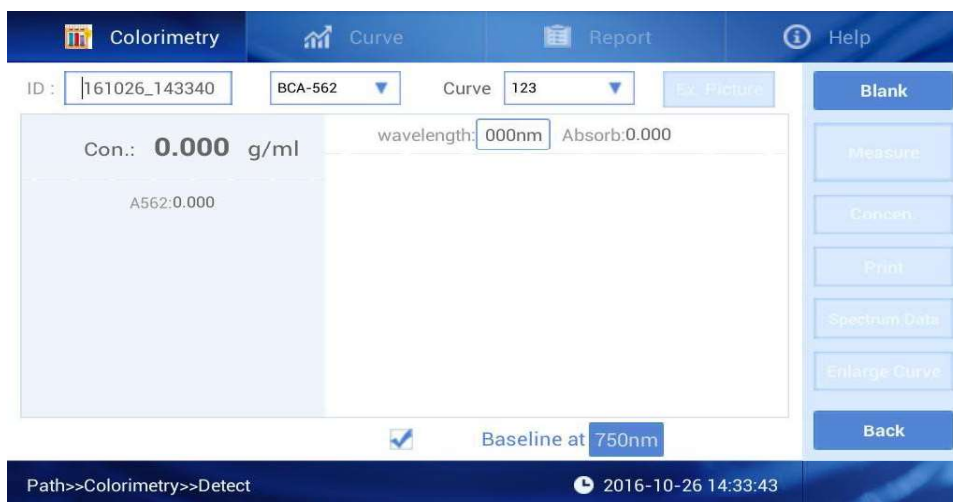 Colorimetry Curve Report Help
ID : 161026_143340 BCA-562 Curve 123 Ex. Picture Blank
wavelength: 000nm Absorb:0.000
Con.: 0.000 g/ml Measure
A562:0.000 Concen.
Print
Spectrum Data
Enlarge Curve
Baseline at 750nm Back
Path>>Colorimetry>>Detect 2016-10-26 14:33:43